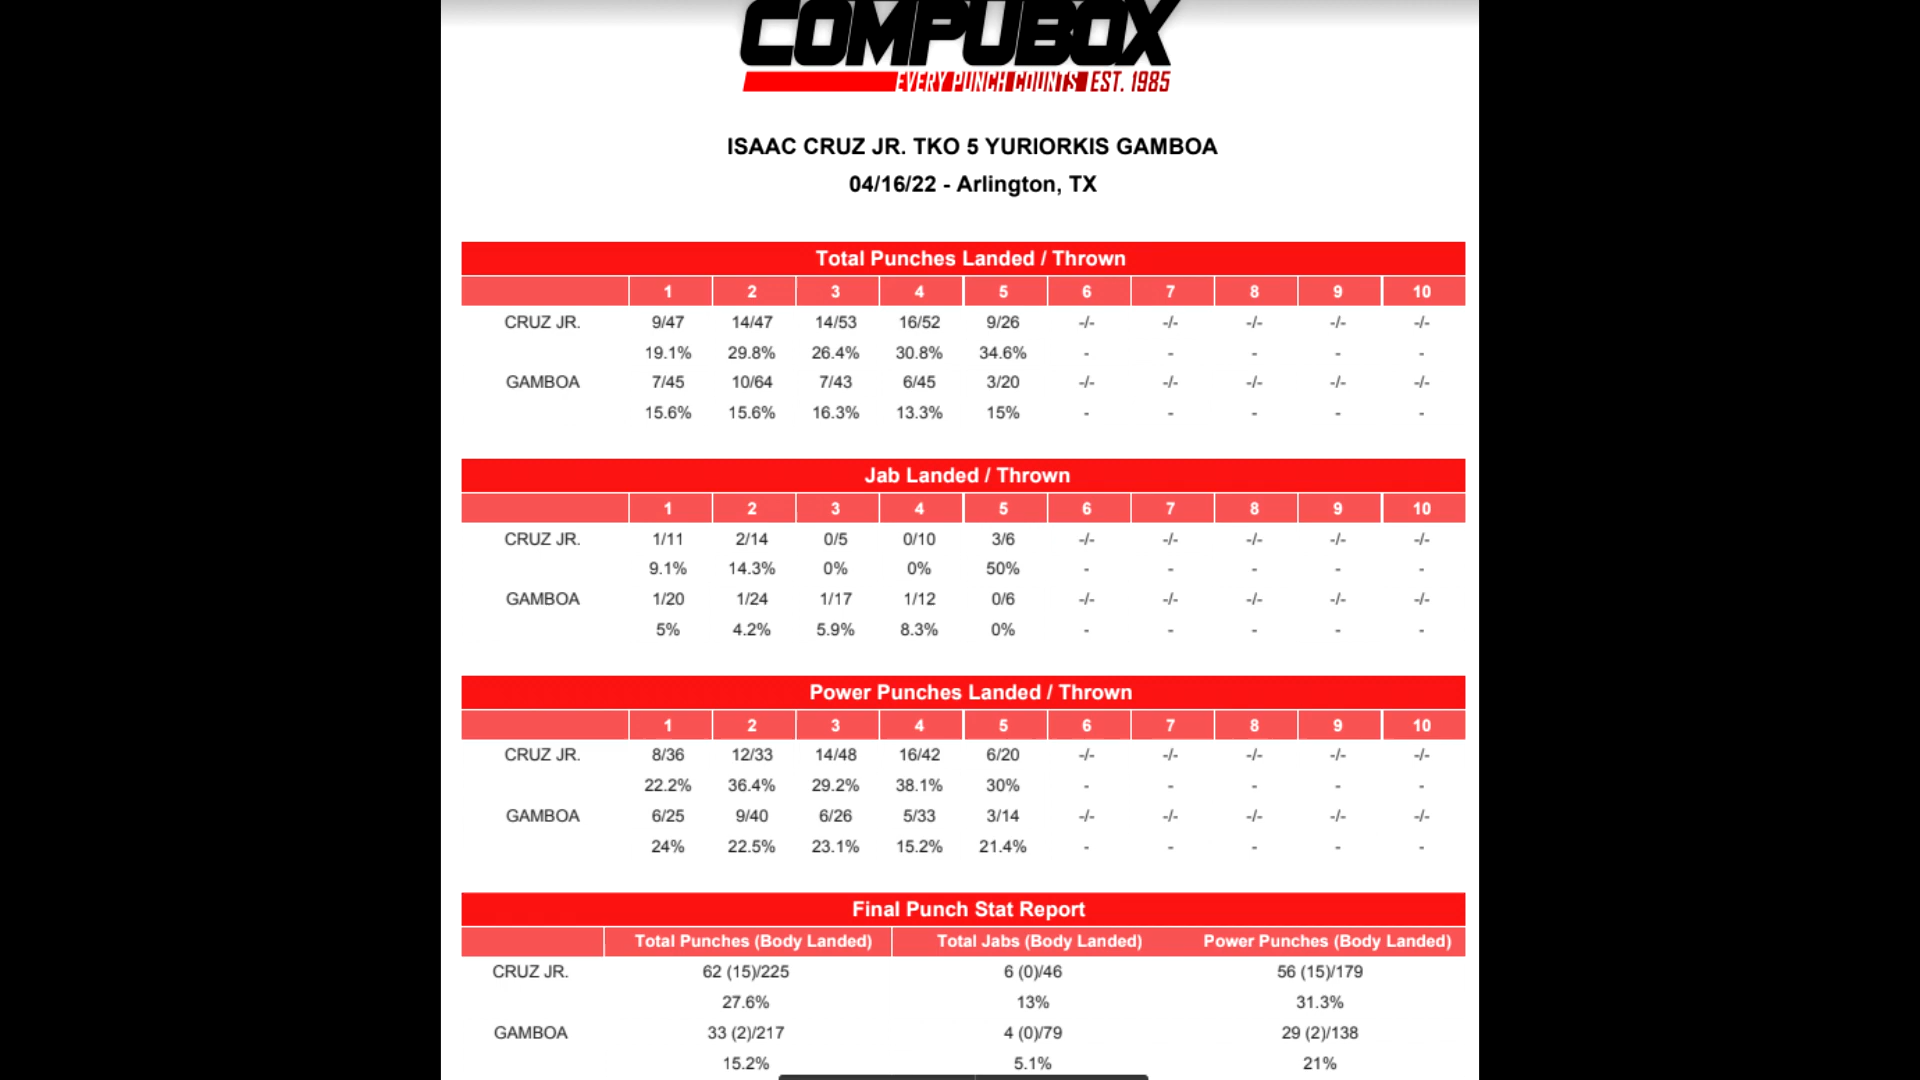 COMPUBOX
EVERY PUNCH COUNTS EST. 1985
ISAAC CRUZ JR. TKO 5 YURIORKIS GAMBOA
04/16/22 - Arlington, TX
Total Punches Landed / Thrown
1 2 3 4 5 6 7 8 9 10
CRUZ JR. 9/47 14/47 14/53 16/52 9/26 -/- -/- -/- -/- -/-
19.1% 29.8% 26.4% 30.8% 34.6% - - - - -
GAMBOA 7/45 10/64 7/43 6/45 3/20 -/- -/- -/- -/- -/-
15.6% 15.6% 16.3% 13.3% 15% - - - - -
Jab Landed / Thrown
1 2 3 4 5 6 7 8 9 10
CRUZ JR. 1/11 2/14 0/5 0/10 3/6 -/- -/- -/- -/- -/-
9.1% 14.3% 0% 0% 50% - - - - -
GAMBOA 1/20 1/24 1/17 1/12 0/6 -/- -/- -/- -/- -/-
5% 4.2% 5.9% 8.3% 0% - - - - -
Power Punches Landed / Thrown
1 2 3 4 5 6 7 8 9 10
CRUZ JR. 8/36 12/33 14/48 16/42 6/20 -/- -/- -/- -/- -/-
22.2% 36.4% 29.2% 38.1% 30% - - - - -
GAMBOA 6/25 9/40 6/26 5/33 3/14 -/- -/- -/- -/- -/-
24% 22.5% 23.1% 15.2% 21.4% - - - - -
Final Punch Stat Report
Total Punches (Body Landed) Total Jabs (Body Landed) Power Punches (Body Landed)
CRUZ JR. 62 (15)/225 6 (0)/46 56 (15)/179
27.6% 13% 31.3%
GAMBOA 33 (2)/217 4 (0)/79 29 (2)/138
15.2% 5.1% 21%